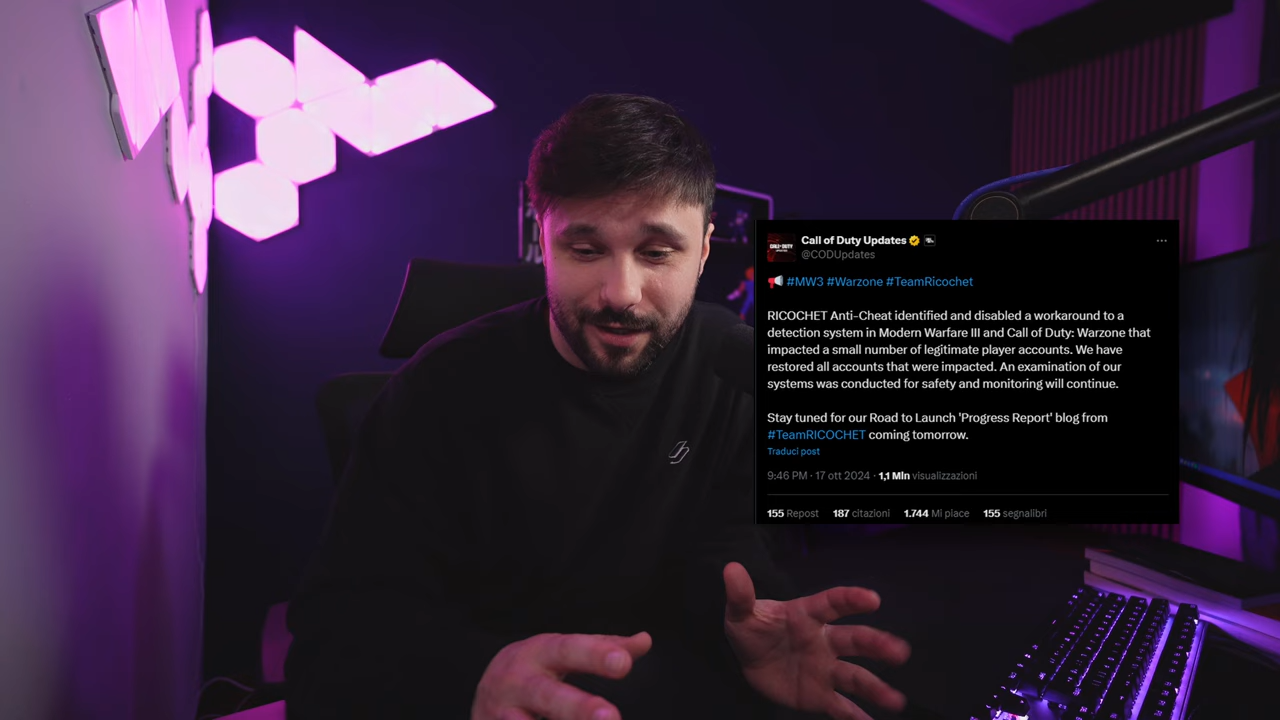 Call of Duty Updates
@CODUpdates
#MW3 #Warzone #TeamRicochet
RICOCHET Anti-Cheat identified and disabled a workaround to a
detection system in Modern Warfare III and Call of Duty: Warzone that
impacted a small number of legitimate player accounts. We have
restored all accounts that were impacted. An examination of our
systems was conducted for safety and monitoring will continue.
Stay tuned for our Road to Launch 'Progress Report' blog from
#TeamRICOCHET coming tomorrow.
Traduci post
9:46 PM · 17 ott 2024 · 1,1 Mln visualizzazioni
155 Repost 187 citazioni 1.744 Mi piace 155 segnalibri